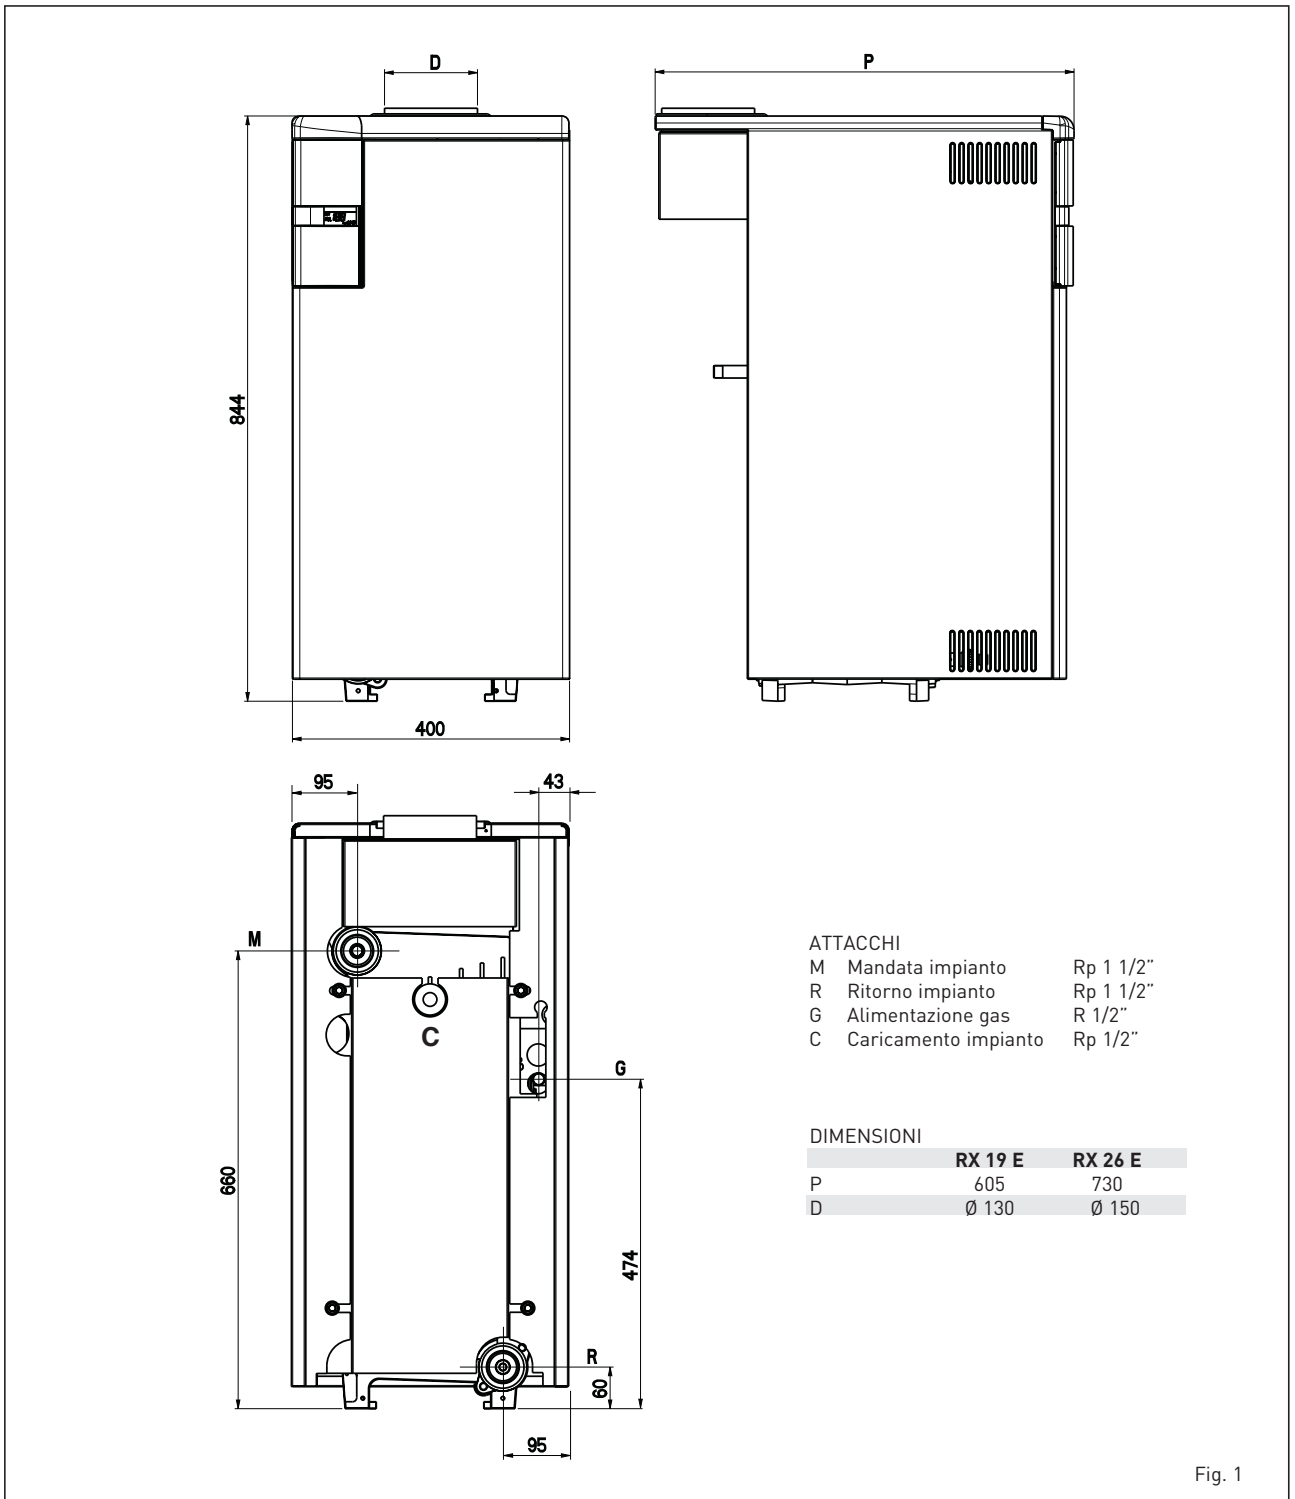 D
P
844
400
95
43
M
C
G
660
474
R
60
95
ATTACCHI
M Mandata impianto Rp 1 1/2”
R Ritorno impianto Rp 1 1/2”
G Alimentazione gas R 1/2”
C Caricamento impianto Rp 1/2”
DIMENSIONI
RX 19 E RX 26 E
P 605 730
D Ø 130 Ø 150
Fig. 1